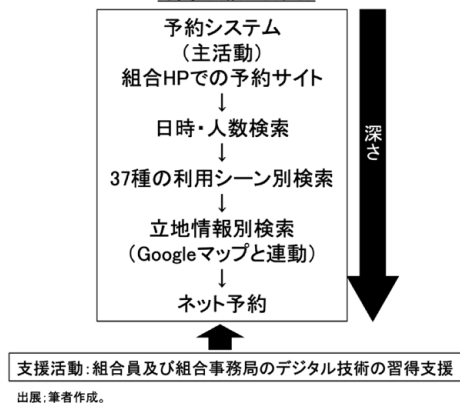 予約システム
（主活動）
組合HPでの予約サイト
↓
日時・人数検索
↓
37種の利用シーン別検索
↓
立地情報別検索
（Googleマップと連動）
↓
ネット予約
深さ
支援活動：組合員及び組合事務局のデジタル技術の習得支援
出展；筆者作成。